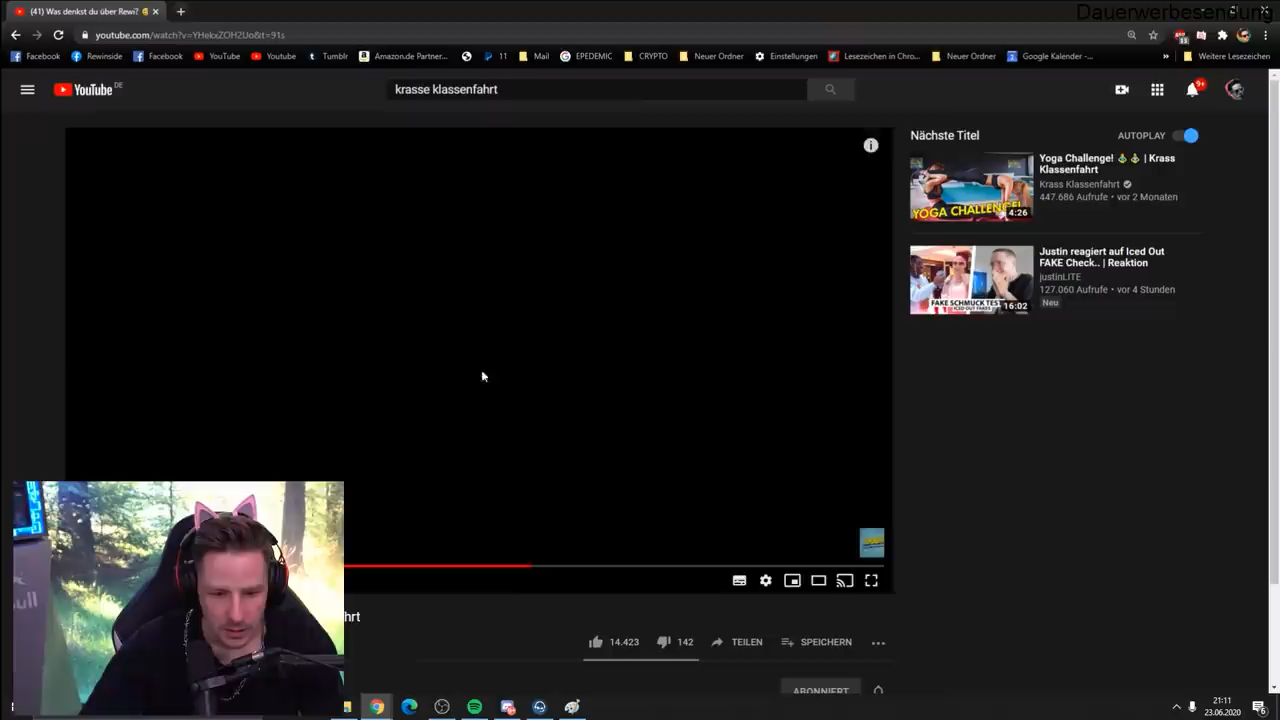 Dauerwerbesendung
(41) Was denkst du über Rewi?
youtube.com/watch?v=YHekxZOH2Uo&t=91s
Facebook Rewinside Facebook YouTube Youtube Tumblr Amazon.de Partner... 11 Mail EPEDEMIC CRYPTO Neuer Ordner Einstellungen Lesezeichen in Chro... Neuer Ordner Google Kalender -... » Weitere Lesezeichen
YouTube DE
krasse klassenfahrt
9+
Nächste Titel AUTOPLAY
Yoga Challenge! | Krass
Klassenfahrt
Krass Klassenfahrt
447.686 Aufrufe • vor 2 Monaten
YOGA CHALLENGE!
4:26
Justin reagiert auf Iced Out
FAKE Check.. | Reaktion
justinLITE
127.060 Aufrufe • vor 4 Stunden
Neu
FAKE SCHMUCK TEST
16:02
hrt
14.423 142 TEILEN SPEICHERN
ABONNIERT
21:11
23.06.2020